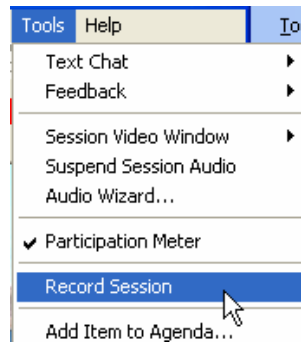 Tools Help To
Text Chat
Feedback
Session Video Window
Suspend Session Audio
Audio Wizard...
Participation Meter
Record Session
Add Item to Agenda...